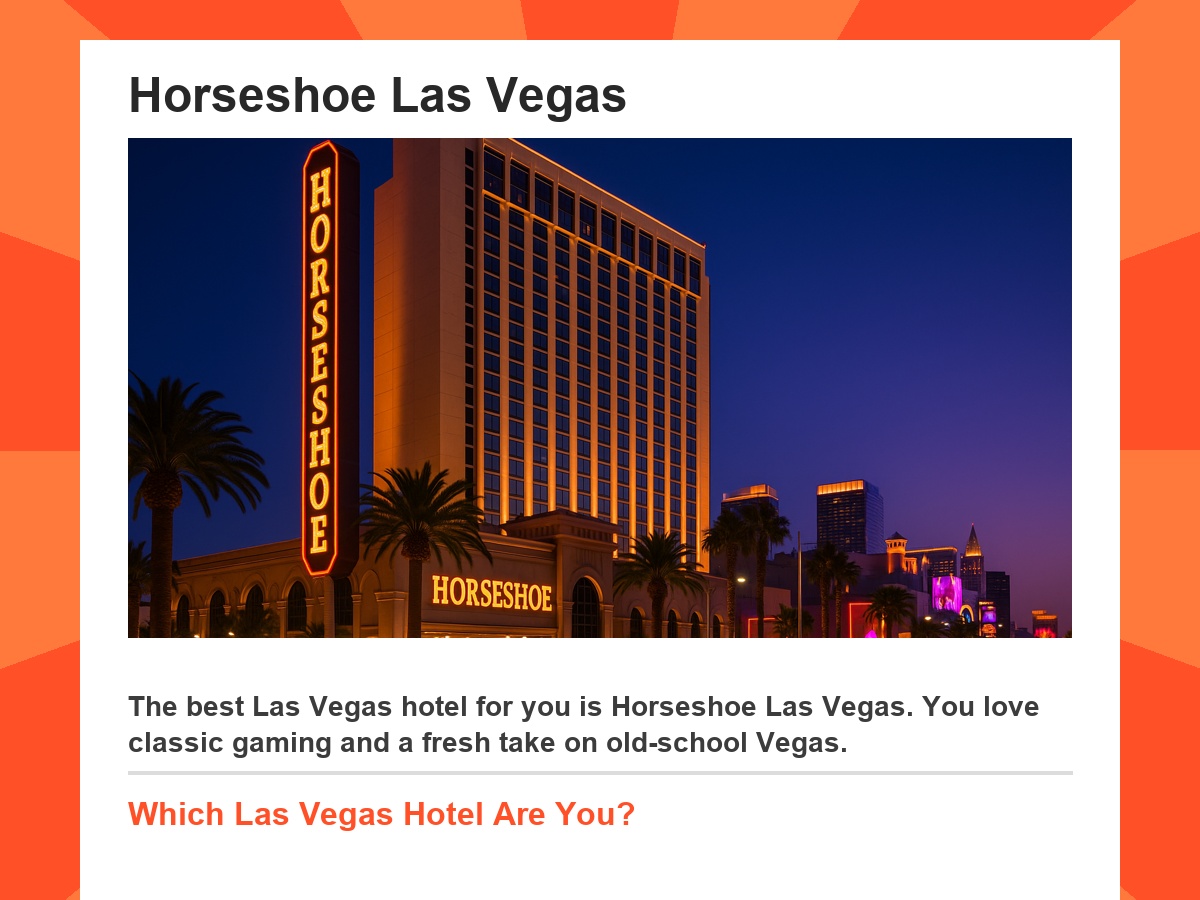 Horseshoe Las Vegas
HORSESHOE
HORSESHOE
The best Las Vegas hotel for you is Horseshoe Las Vegas. You love
classic gaming and a fresh take on old-school Vegas.
Which Las Vegas Hotel Are You?